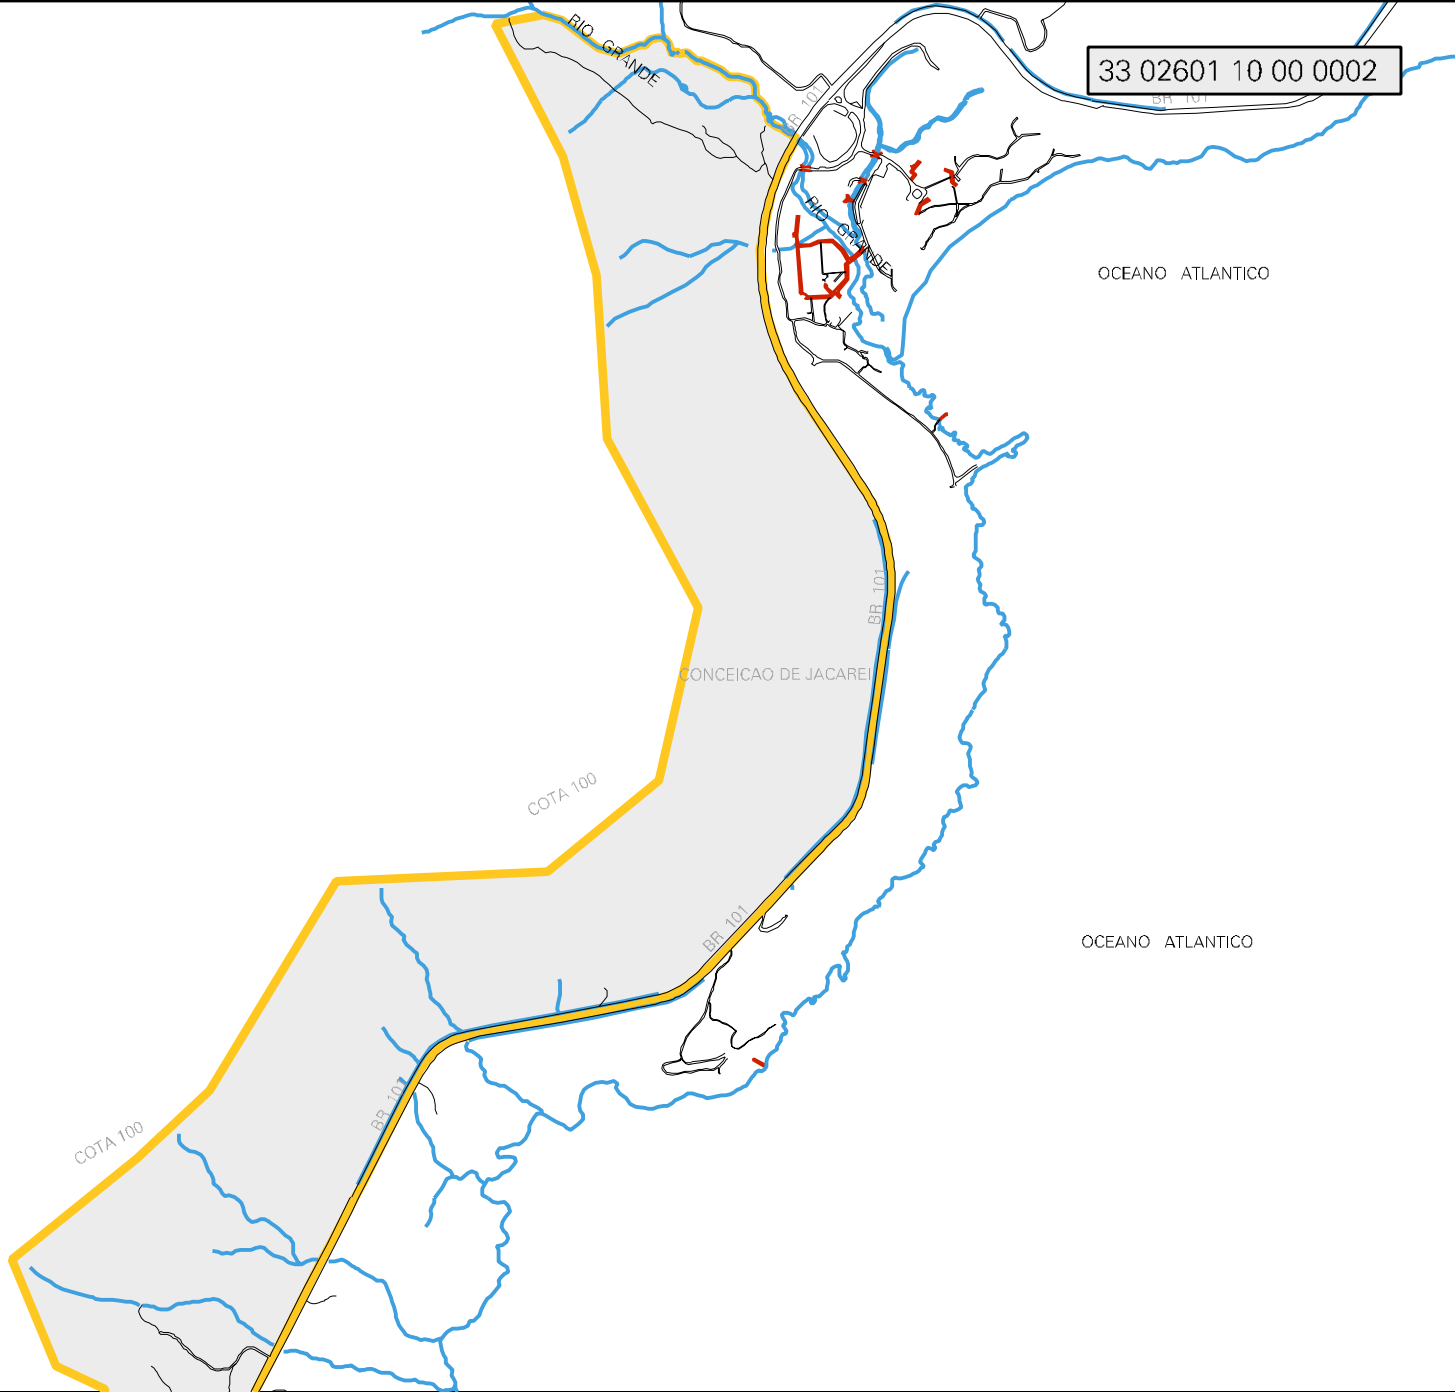 RIO GRANDE
33 02601 10 00 0002
BR 101
BR 101
RIO GRANDE
OCEANO ATLANTICO
BR 101
CONCEICAO DE JACAREI
COTA 100
BR 101
OCEANO ATLANTICO
BR 101
COTA 100